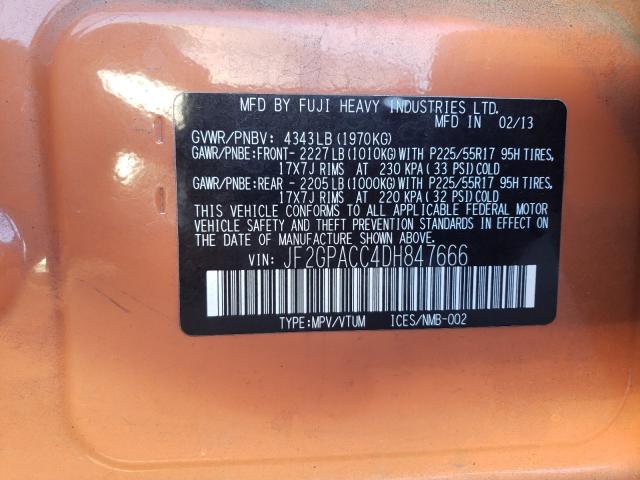 MFD BY FUJI HEAVY INDUSTRIES LTD.
MFD IN 02/13
GVWR/PNBV: 4343LB(1970KG)
GAWR/PNBE:FRONT- 2227LB(1010KG)WITH P225/55R17 95H TIRES,
17X7J RIMS AT 230 KPA(33 PSI)COLD
GAWR/PNBE:REAR - 2205LB(1000KG)WITH P225/55R17 95H TIRES,
17X7J RIMS AT 220 KPA(32 PSI)COLD
THIS VEHICLE CONFORMS TO ALL APPLICABLE FEDERAL MOTOR
VEHICLE SAFETY AND THEFT PREVENTION STANDARDS IN EFFECT
ON THE DATE OF MANUFACTURE SHOWN ABOVE.
VIN: JF2GPACC4DH847666
TYPE:MPV/VTUM ICES/NMB-002